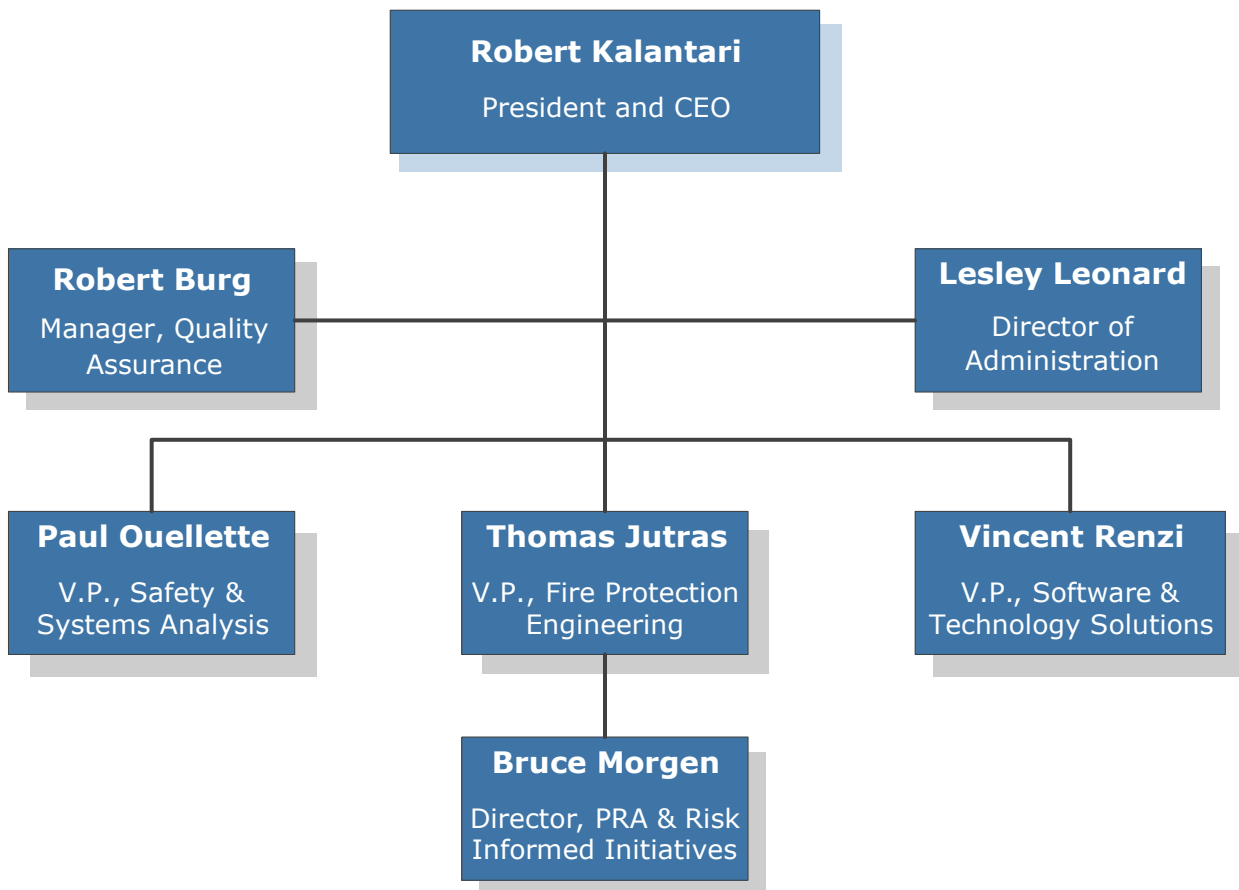 Robert Kalantari
President and CEO
Robert Burg
Manager, Quality
Assurance
Lesley Leonard
Director of
Administration
Paul Ouellette
V.P., Safety &
Systems Analysis
Thomas Jutras
V.P., Fire Protection
Engineering
Vincent Renzi
V.P., Software &
Technology Solutions
Bruce Morgen
Director, PRA & Risk
Informed Initiatives